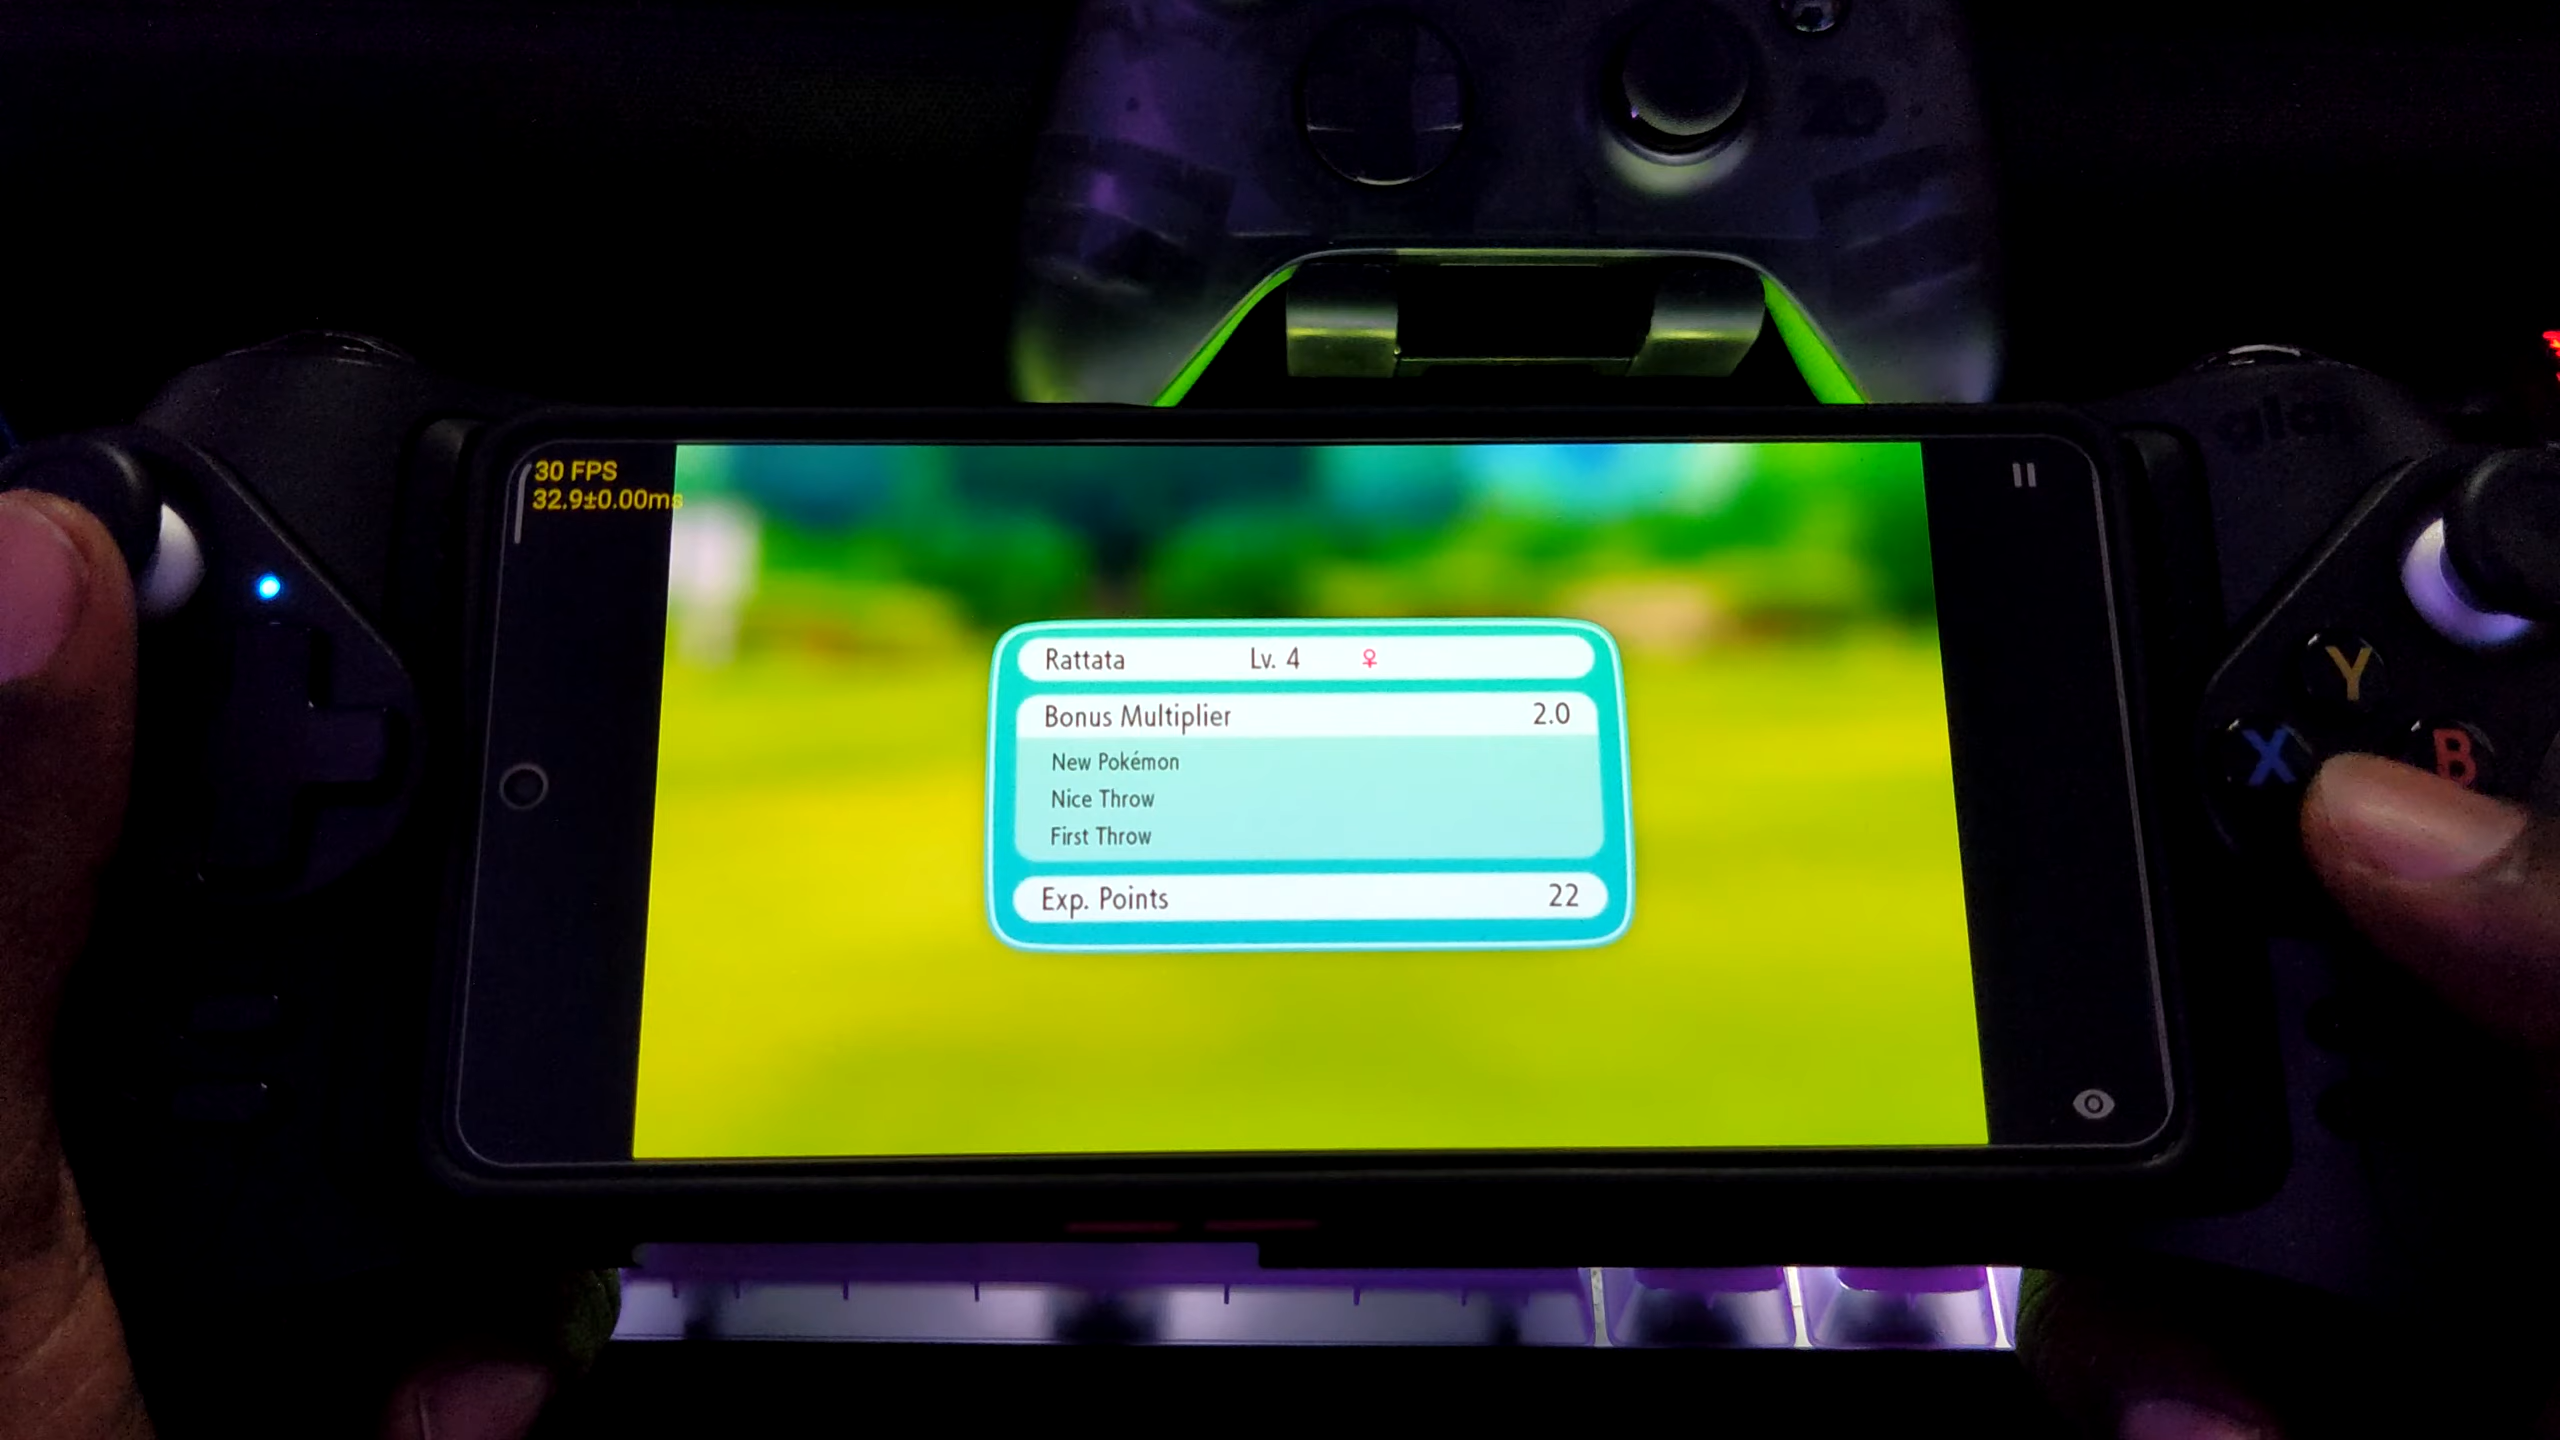 20
30 FPS
32.9±0.00ms
Rattata Lv. 4 ♀
Bonus Multiplier 2.0
New Pokémon
Nice Throw
First Throw
Exp. Points 22
Y
X B